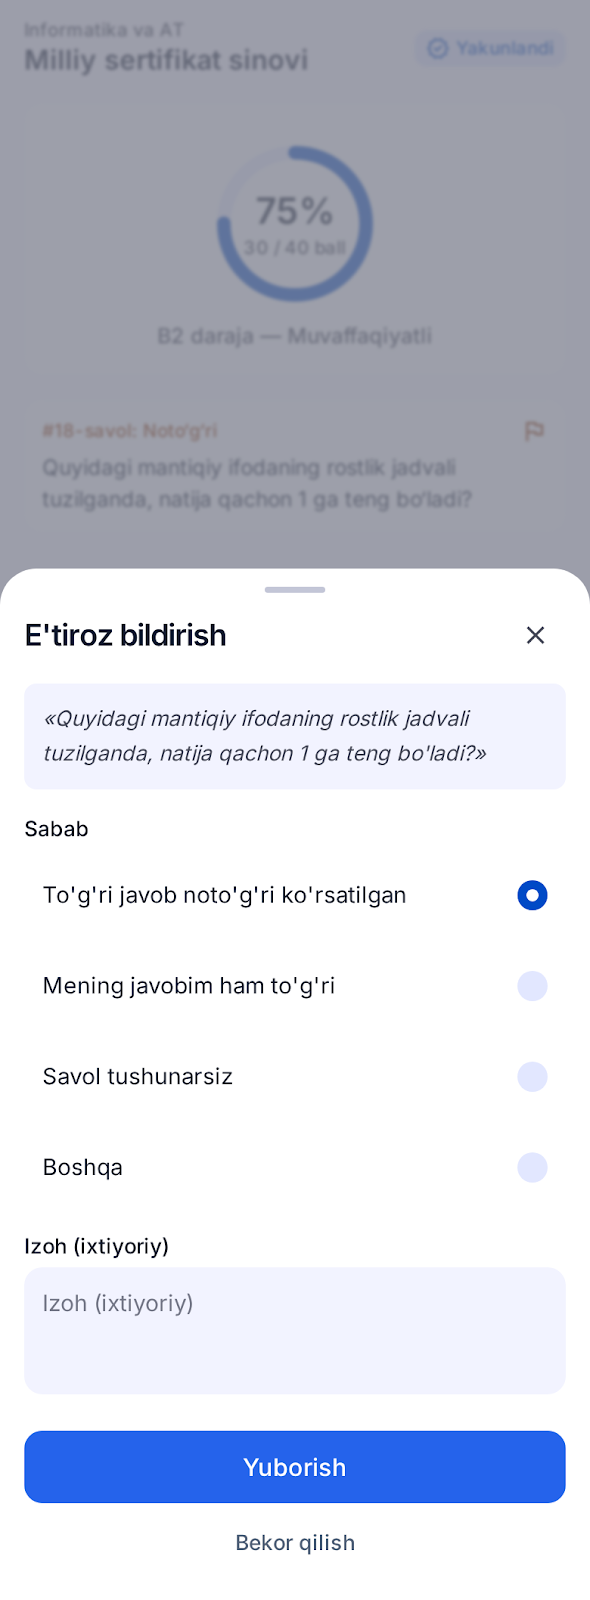 Informatika va AT
Milliy sertifikat sinovi
Yakunlandi
75%
30 / 40 ball
B2 daraja — Muvaffaqiyatli
#18-savol: Noto'g'ri
Quyidagi mantiqiy ifodaning rostlik jadvali
tuzilganda, natija qachon 1 ga teng bo'ladi?
E'tiroz bildirish
«Quyidagi mantiqiy ifodaning rostlik jadvali
tuzilganda, natija qachon 1 ga teng bo'ladi?»
Sabab
To'g'ri javob noto'g'ri ko'rsatilgan
Mening javobim ham to'g'ri
Savol tushunarsiz
Boshqa
Izoh (ixtiyoriy)
Izoh (ixtiyoriy)
Yuborish
Bekor qilish